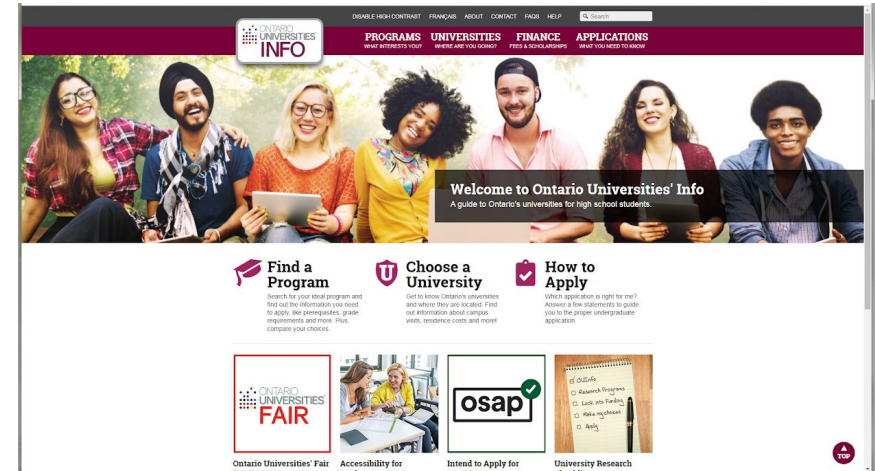 DISABLE HIGH CONTRAST FRANÇAIS ABOUT CONTACT FAQS HELP Search
ONTARIO
UNIVERSITIES'
INFO
PROGRAMS UNIVERSITIES FINANCE APPLICATIONS
WHAT INTERESTS YOU? WHERE ARE YOU GOING? FEES & SCHOLARSHIPS WHAT YOU NEED TO KNOW
Welcome to Ontario Universities' Info
A guide to Ontario's universities for high school students.
Find a
Program
Search for your ideal program and
find out the information you need
to apply, like prerequisites, grade
requirements and more. Plus,
compare your choices.
U
Choose a
University
Get to know Ontario's universities
and where they are located. Find
out information about campus
visits, residence costs and more!
How to
Apply
Which application is right for me?
Answer a few statements to guide
you to the proper undergraduate
application.
ONTARIO
UNIVERSITIES'
FAIR
osap
OUInfo
Research Programs
Look into Funding
Make my choices
Apply
Ontario Universities' Fair
Accessibility for
Intend to Apply for
University Research
TOP